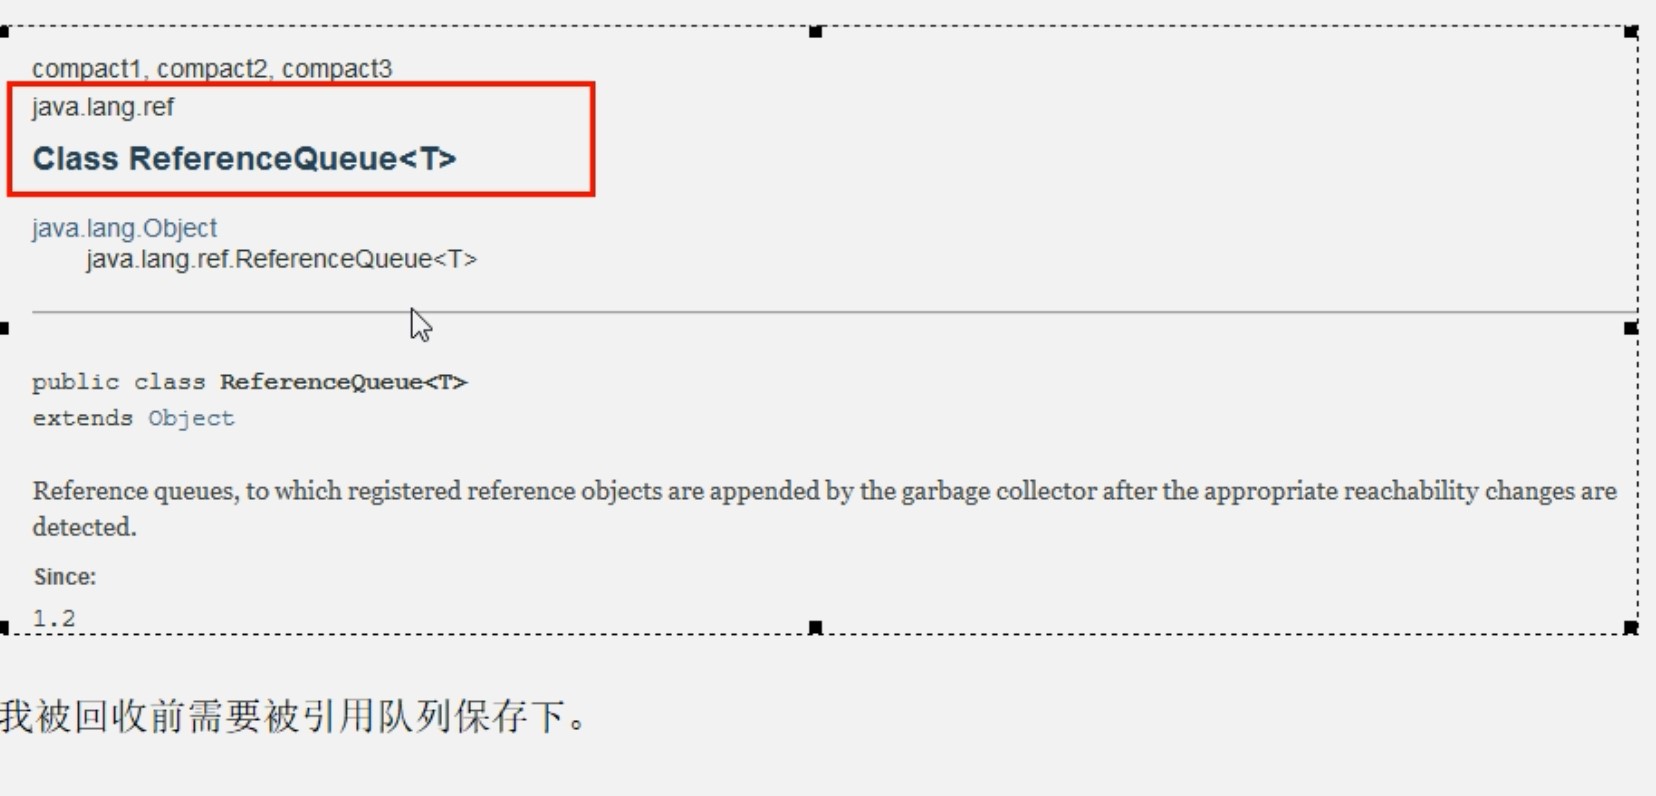 compact1, compact2, compact3
java.lang.ref
Class ReferenceQueue<T>
java.lang.Object
java.lang.ref.ReferenceQueue<T>
public class ReferenceQueue<T>
extends Object
Reference queues, to which registered reference objects are appended by the garbage collector after the appropriate reachability changes are
detected.
Since:
1.2
我被回收前需要被引用队列保存下。